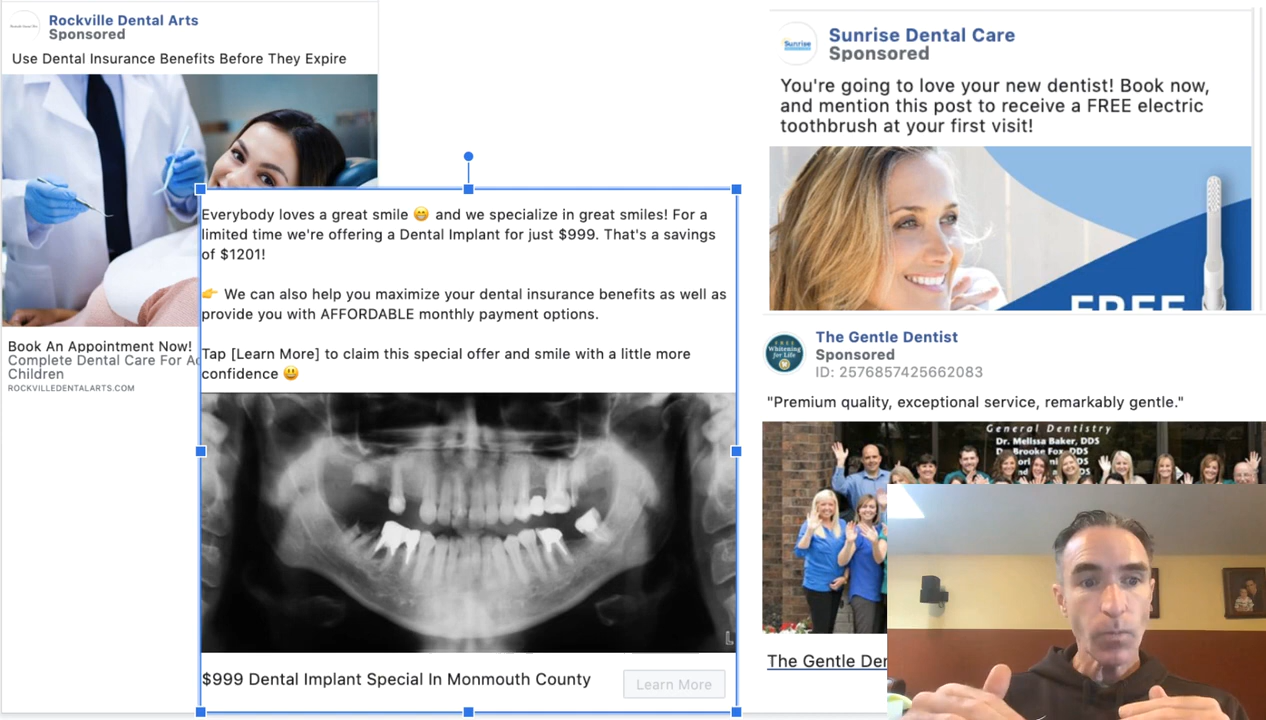 Rockville Dental Arts
Sponsored
Use Dental Insurance Benefits Before They Expire
Book An Appointment Now!
Complete Dental Care For
Children
ROCKVILLEDENTALARTS.COM
Everybody loves a great smile 😁 and we specialize in great smiles! For a
limited time we're offering a Dental Implant for just $999. That's a savings
of $1201!
👉 We can also help you maximize your dental insurance benefits as well as
provide you with AFFORDABLE monthly payment options.
Tap [Learn More] to claim this special offer and smile with a little more
confidence 😃
L
$999 Dental Implant Special In Monmouth County
Learn More
Sunrise
Sunrise Dental Care
Sponsored
You're going to love your new dentist! Book now,
and mention this post to receive a FREE electric
toothbrush at your first visit!
FREE
FREE
Whitening
for Life
The Gentle Dentist
Sponsored
ID: 2576857425662083
"Premium quality, exceptional service, remarkably gentle."
General Dentistry
Dr. Melissa Baker, DDS
Brooke Fox, DDS
The Gentle